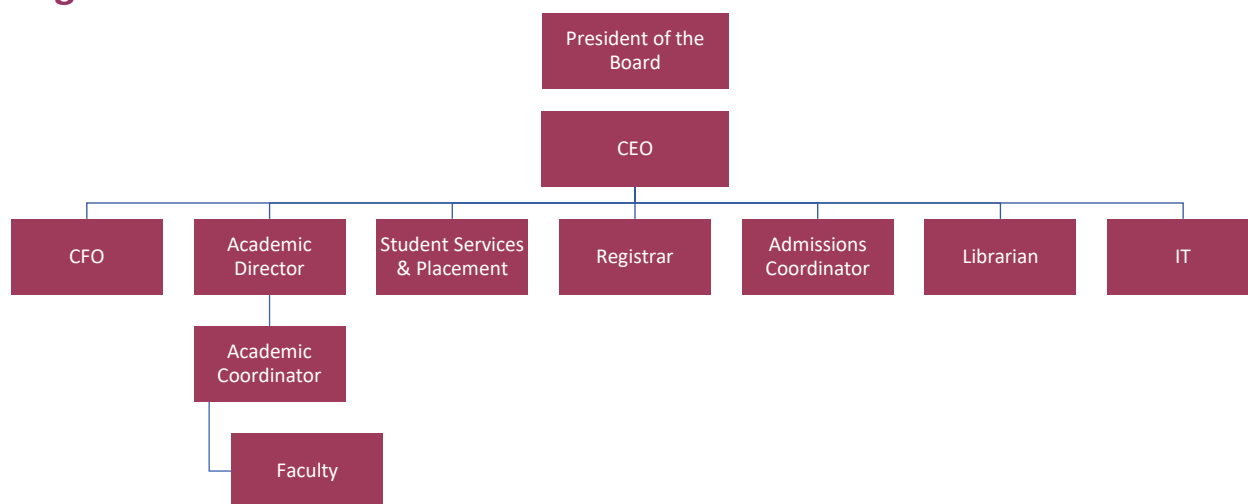 President of the
Board
CEO
CFO
Academic
Director
Student Services
& Placement
Registrar
Admissions
Coordinator
Librarian
IT
Academic
Coordinator
Faculty